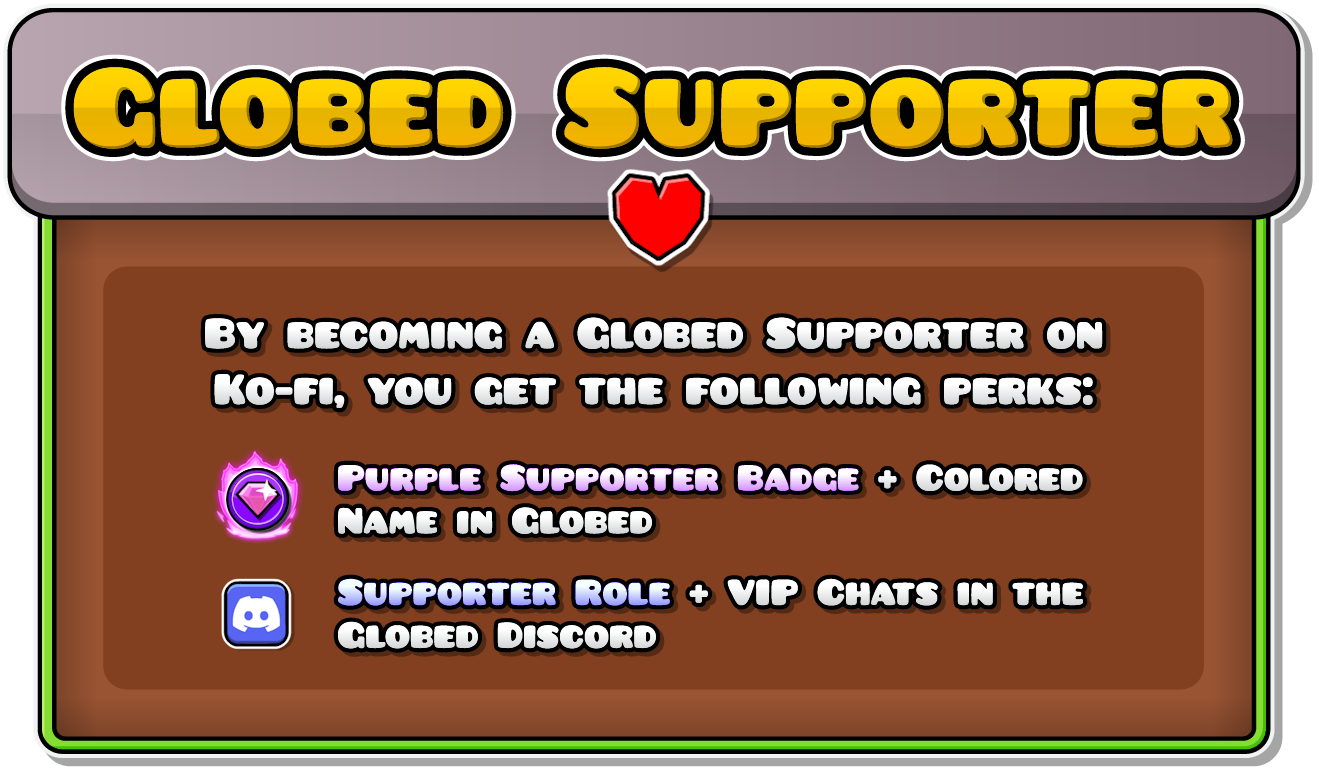 Globed Supporter
By becoming a Globed Supporter on
Ko-fi, you get the following perks:
Purple Supporter Badge + Colored
Name in Globed
Supporter Role + VIP Chats in the
Globed Discord